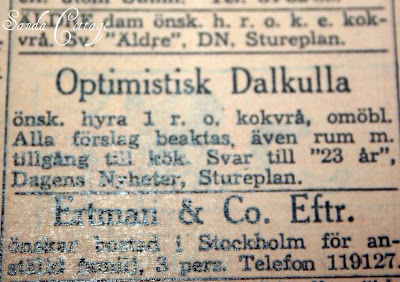 Sanda Cottage
dam önsk. h. r. o. k. e. kok-
vrå. Sv. "Äldre", DN, Stureplan.
Optimistisk Dalkulla
önsk. hyra 1 r. o. kokvrå, omöbl.
Alla förslag beaktas, även rum m.
tillgång till kök. Svar till "23 år",
Dagens Nyheter, Stureplan.
Ertman & Co. Eftr.
önskar bostad i Stockholm för an-
ställd familj, 3 pers. Telefon 119127.